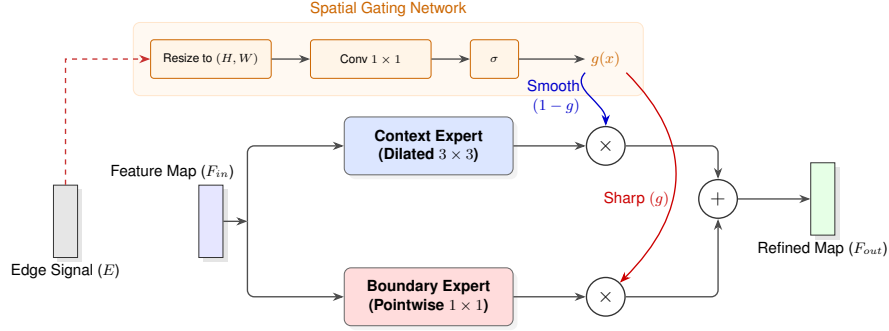 Spatial Gating Network
Resize to (H, W)
Conv 1 × 1
σ
g(x)
Smooth
(1 − g)
Context Expert
(Dilated 3 × 3)
×
Feature Map (F_in)
Sharp (g)
+
Refined Map (F_out)
Edge Signal (E)
Boundary Expert
(Pointwise 1 × 1)
×